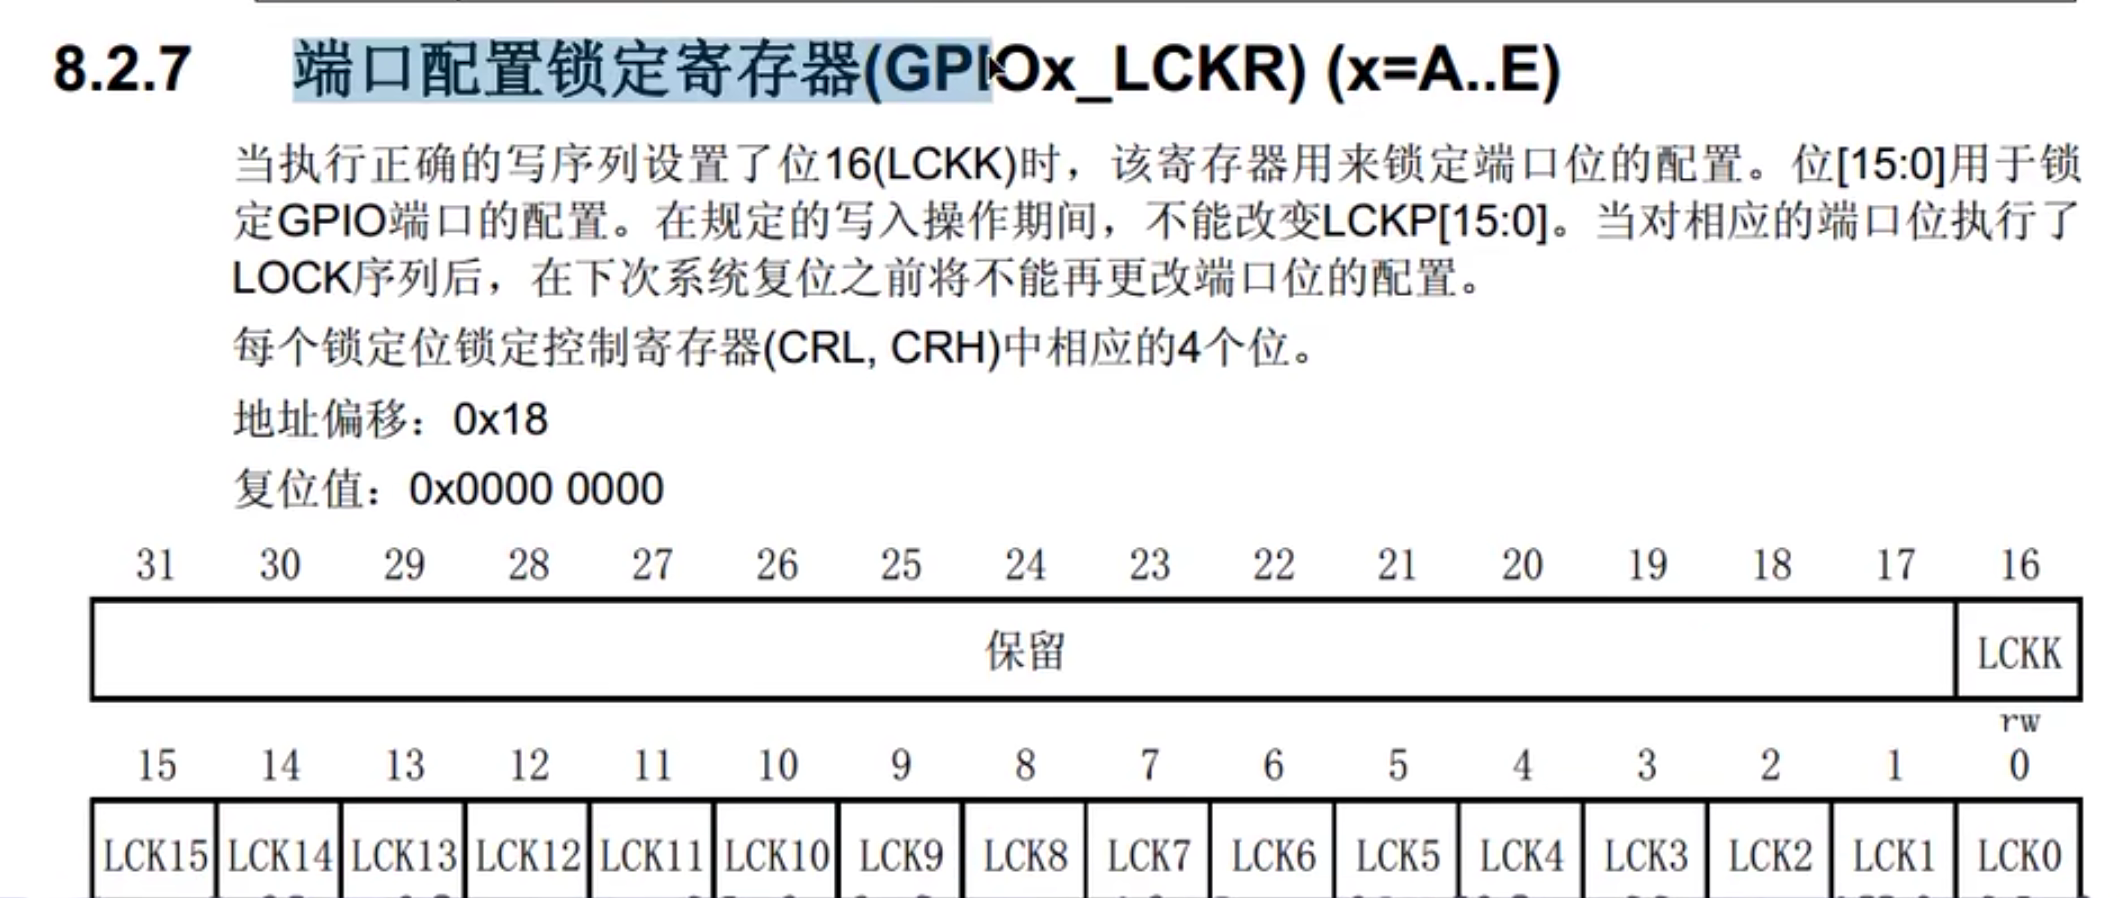 8.2.7 端口配置锁定寄存器(GPIOx_LCKR) (x=A..E)
当执行正确的写序列设置了位16(LCKK)时，该寄存器用来锁定端口位的配置。位[15:0]用于锁
定GPIO端口的配置。在规定的写入操作期间，不能改变LCKP[15:0]。当对相应的端口位执行了
LOCK序列后，在下次系统复位之前将不能再更改端口位的配置。
每个锁定位锁定控制寄存器(CRL, CRH)中相应的4个位。
地址偏移：0x18
复位值：0x0000 0000
31 30 29 28 27 26 25 24 23 22 21 20 19 18 17 16
保留 LCKK
rw
15 14 13 12 11 10 9 8 7 6 5 4 3 2 1 0
LCK15 LCK14 LCK13 LCK12 LCK11 LCK10 LCK9 LCK8 LCK7 LCK6 LCK5 LCK4 LCK3 LCK2 LCK1 LCK0